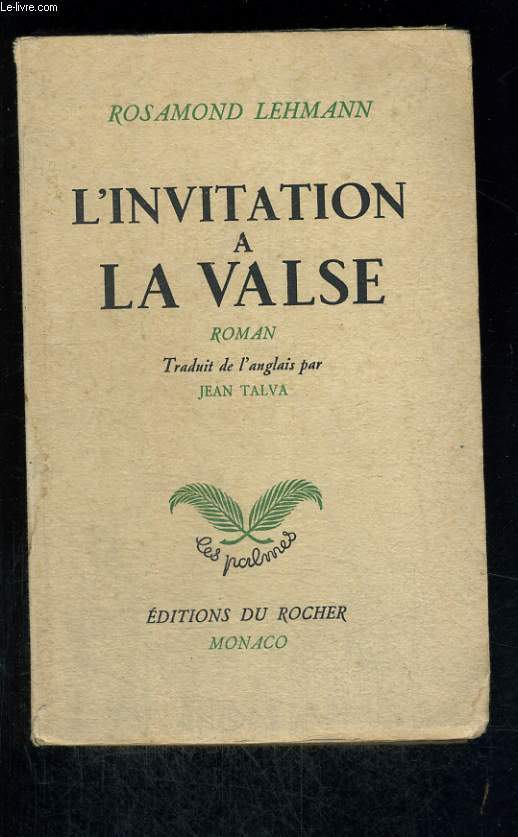 Le-livre.com
ROSAMOND LEHMANN
L'INVITATION
A
LA VALSE
ROMAN
Traduit de l'anglais par
JEAN TALVA
les palmes
ÉDITIONS DU ROCHER
MONACO